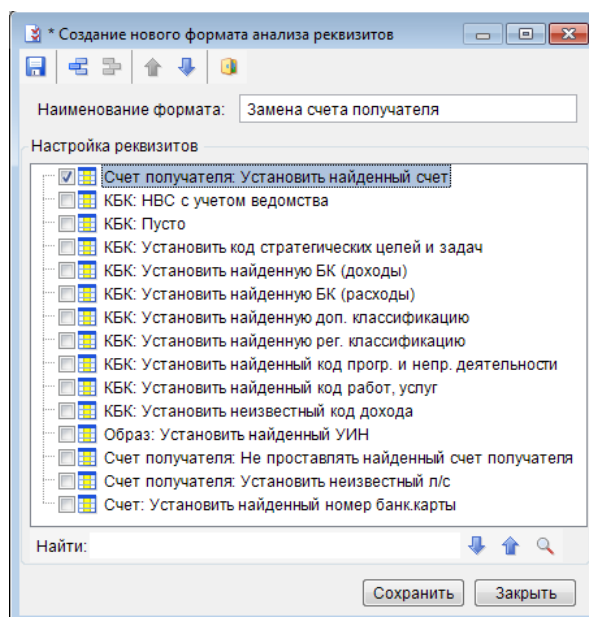 * Создание нового формата анализа реквизитов
Наименование формата: Замена счета получателя
Настройка реквизитов
Счет получателя: Установить найденный счет
КБК: НВС с учетом ведомства
КБК: Пусто
КБК: Установить код стратегических целей и задач
КБК: Установить найденную БК (доходы)
КБК: Установить найденную БК (расходы)
КБК: Установить найденную доп. классификацию
КБК: Установить найденную рег. классификацию
КБК: Установить найденный код прогр. и непр. деятельности
КБК: Установить найденный код работ, услуг
КБК: Установить неизвестный код дохода
Образ: Установить найденный УИН
Счет получателя: Не проставлять найденный счет получателя
Счет получателя: Установить неизвестный л/с
Счет: Установить найденный номер банк.карты
Найти:
Сохранить Закрыть